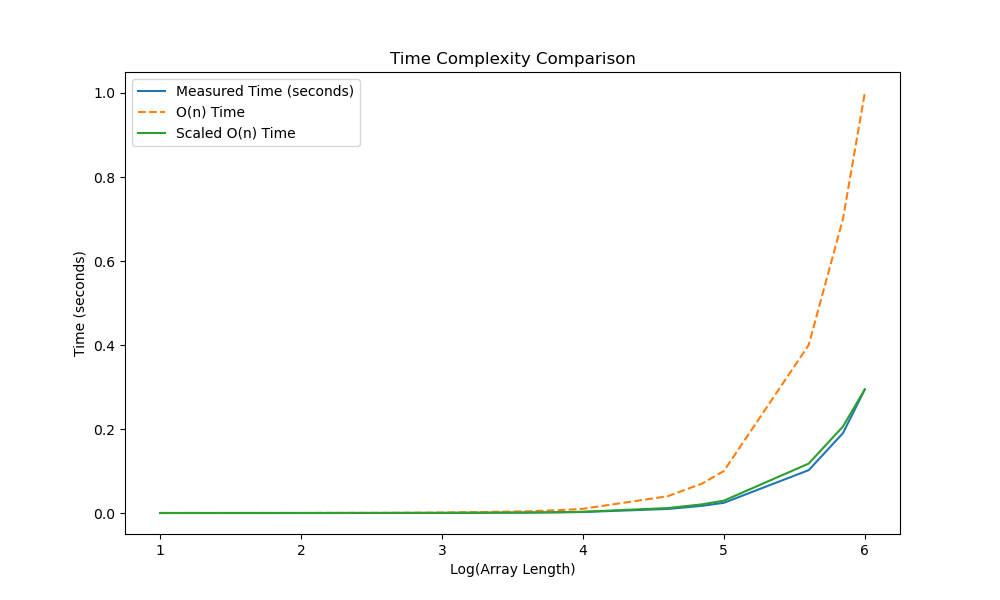 Time Complexity Comparison
Measured Time (seconds)
O(n) Time
Scaled O(n) Time
Time (seconds)
1.0
0.8
0.6
0.4
0.2
0.0
1 2 3 4 5 6
Log(Array Length)